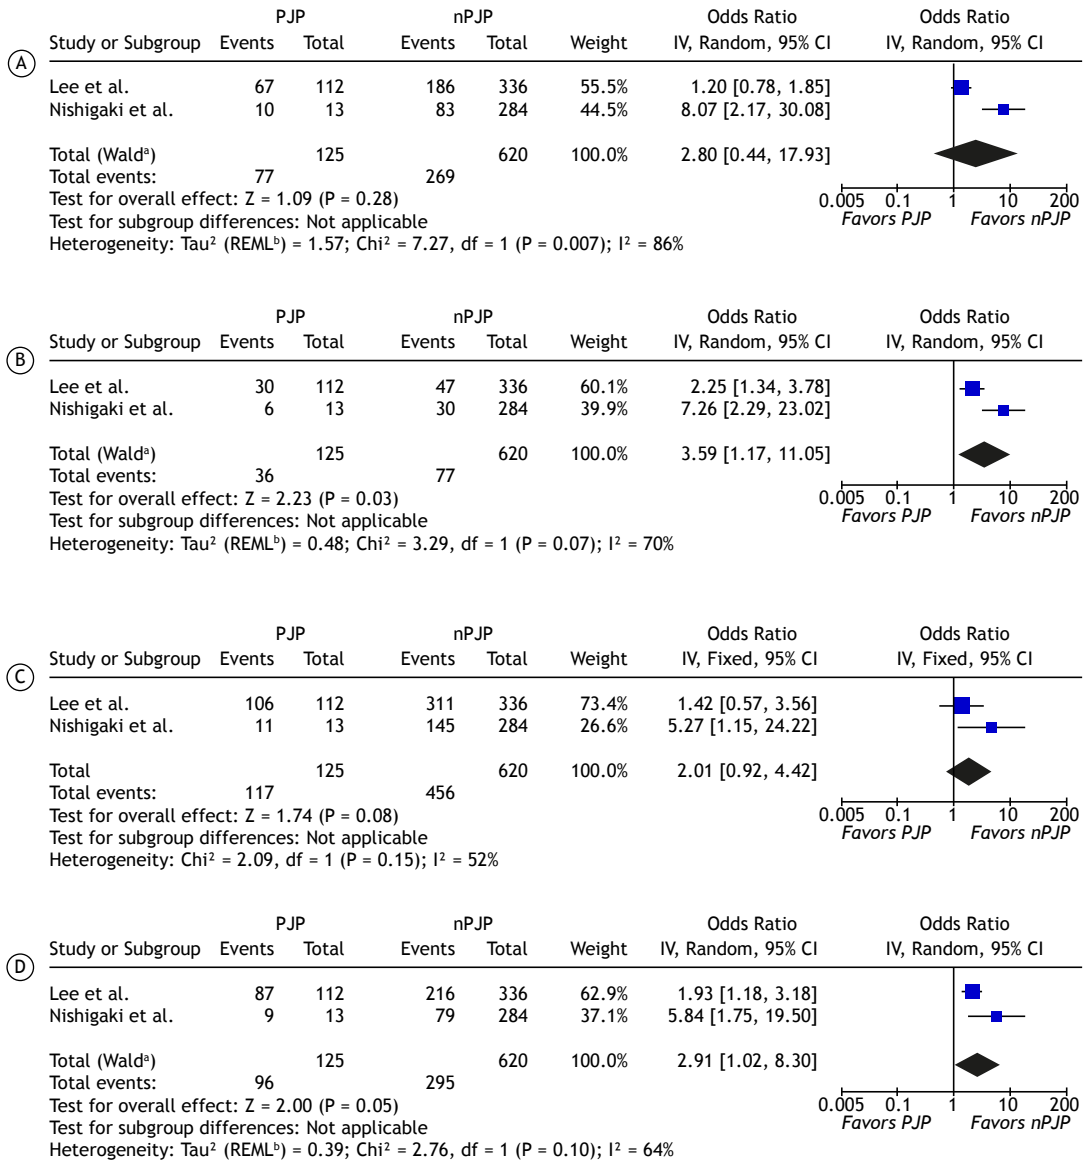 PJP nPJP Odds Ratio Odds Ratio
Study or Subgroup Events Total Events Total Weight IV, Random, 95% CI IV, Random, 95% CI
A
Lee et al. 67 112 186 336 55.5% 1.20 [0.78, 1.85]
Nishigaki et al. 10 13 83 284 44.5% 8.07 [2.17, 30.08]
Total (Waldᵃ) 125 620 100.0% 2.80 [0.44, 17.93]
Total events: 77 269
Test for overall effect: Z = 1.09 (P = 0.28)
Test for subgroup differences: Not applicable
Heterogeneity: Tau² (REMLᵇ) = 1.57; Chi² = 7.27, df = 1 (P = 0.007); I² = 86%
0.005 0.1 1 10 200
Favors PJP Favors nPJP
PJP nPJP Odds Ratio Odds Ratio
Study or Subgroup Events Total Events Total Weight IV, Random, 95% CI IV, Random, 95% CI
B
Lee et al. 30 112 47 336 60.1% 2.25 [1.34, 3.78]
Nishigaki et al. 6 13 30 284 39.9% 7.26 [2.29, 23.02]
Total (Waldᵃ) 125 620 100.0% 3.59 [1.17, 11.05]
Total events: 36 77
Test for overall effect: Z = 2.23 (P = 0.03)
Test for subgroup differences: Not applicable
Heterogeneity: Tau² (REMLᵇ) = 0.48; Chi² = 3.29, df = 1 (P = 0.07); I² = 70%
0.005 0.1 1 10 200
Favors PJP Favors nPJP
PJP nPJP Odds Ratio Odds Ratio
Study or Subgroup Events Total Events Total Weight IV, Fixed, 95% CI IV, Fixed, 95% CI
C
Lee et al. 106 112 311 336 73.4% 1.42 [0.57, 3.56]
Nishigaki et al. 11 13 145 284 26.6% 5.27 [1.15, 24.22]
Total 125 620 100.0% 2.01 [0.92, 4.42]
Total events: 117 456
Test for overall effect: Z = 1.74 (P = 0.08)
Test for subgroup differences: Not applicable
Heterogeneity: Chi² = 2.09, df = 1 (P = 0.15); I² = 52%
0.005 0.1 1 10 200
Favors PJP Favors nPJP
PJP nPJP Odds Ratio Odds Ratio
Study or Subgroup Events Total Events Total Weight IV, Random, 95% CI IV, Random, 95% CI
D
Lee et al. 87 112 216 336 62.9% 1.93 [1.18, 3.18]
Nishigaki et al. 9 13 79 284 37.1% 5.84 [1.75, 19.50]
Total (Waldᵃ) 125 620 100.0% 2.91 [1.02, 8.30]
Total events: 96 295
Test for overall effect: Z = 2.00 (P = 0.05)
Test for subgroup differences: Not applicable
Heterogeneity: Tau² (REMLᵇ) = 0.39; Chi² = 2.76, df = 1 (P = 0.10); I² = 64%
0.005 0.1 1 10 200
Favors PJP Favors nPJP